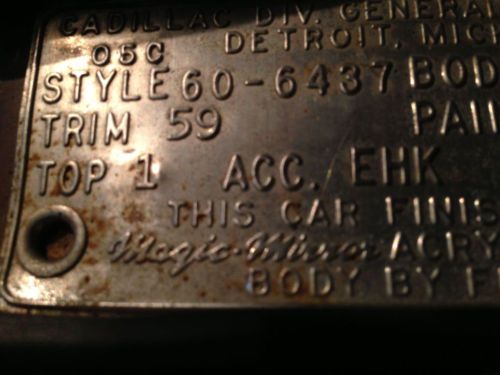 CADILLAC DIV. GENERAL
05C DETROIT, MICH
STYLE 60-6437 BOD
TRIM 59 PAI
TOP 1 ACC. EHK
THIS CAR FINIS
Magic-Mirror ACRY
BODY BY F